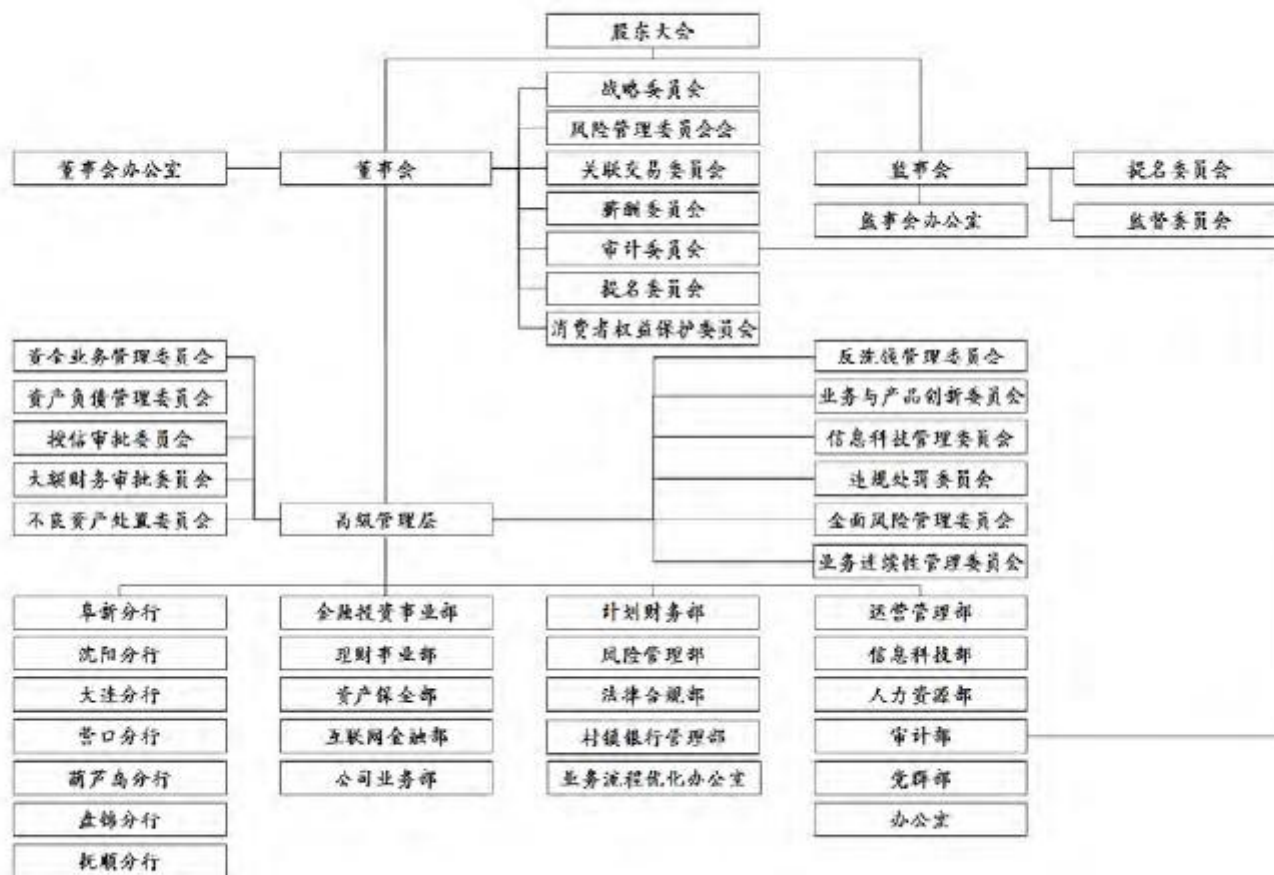 股东大会
战略委员会
风险管理委员会会
董事会办公室
董事会
关联交易委员会
监事会
提名委员会
薪酬委员会
监事会办公室
监督委员会
审计委员会
提名委员会
消费者权益保护委员会
资金业务管理委员会
反洗钱管理委员会
资产负债管理委员会
业务与产品创新委员会
授信审批委员会
信息科技管理委员会
大额财务审批委员会
违规处罚委员会
不良资产处置委员会
高级管理层
全面风险管理委员会
业务连续性管理委员会
阜新分行
金融投资事业部
计划财务部
运营管理部
沈阳分行
理财事业部
风险管理部
信息科技部
大连分行
资产保全部
法律合规部
人力资源部
营口分行
互联网金融部
村镇银行管理部
审计部
葫芦岛分行
公司业务部
业务流程优化办公室
党群部
盘锦分行
办公室
抚顺分行